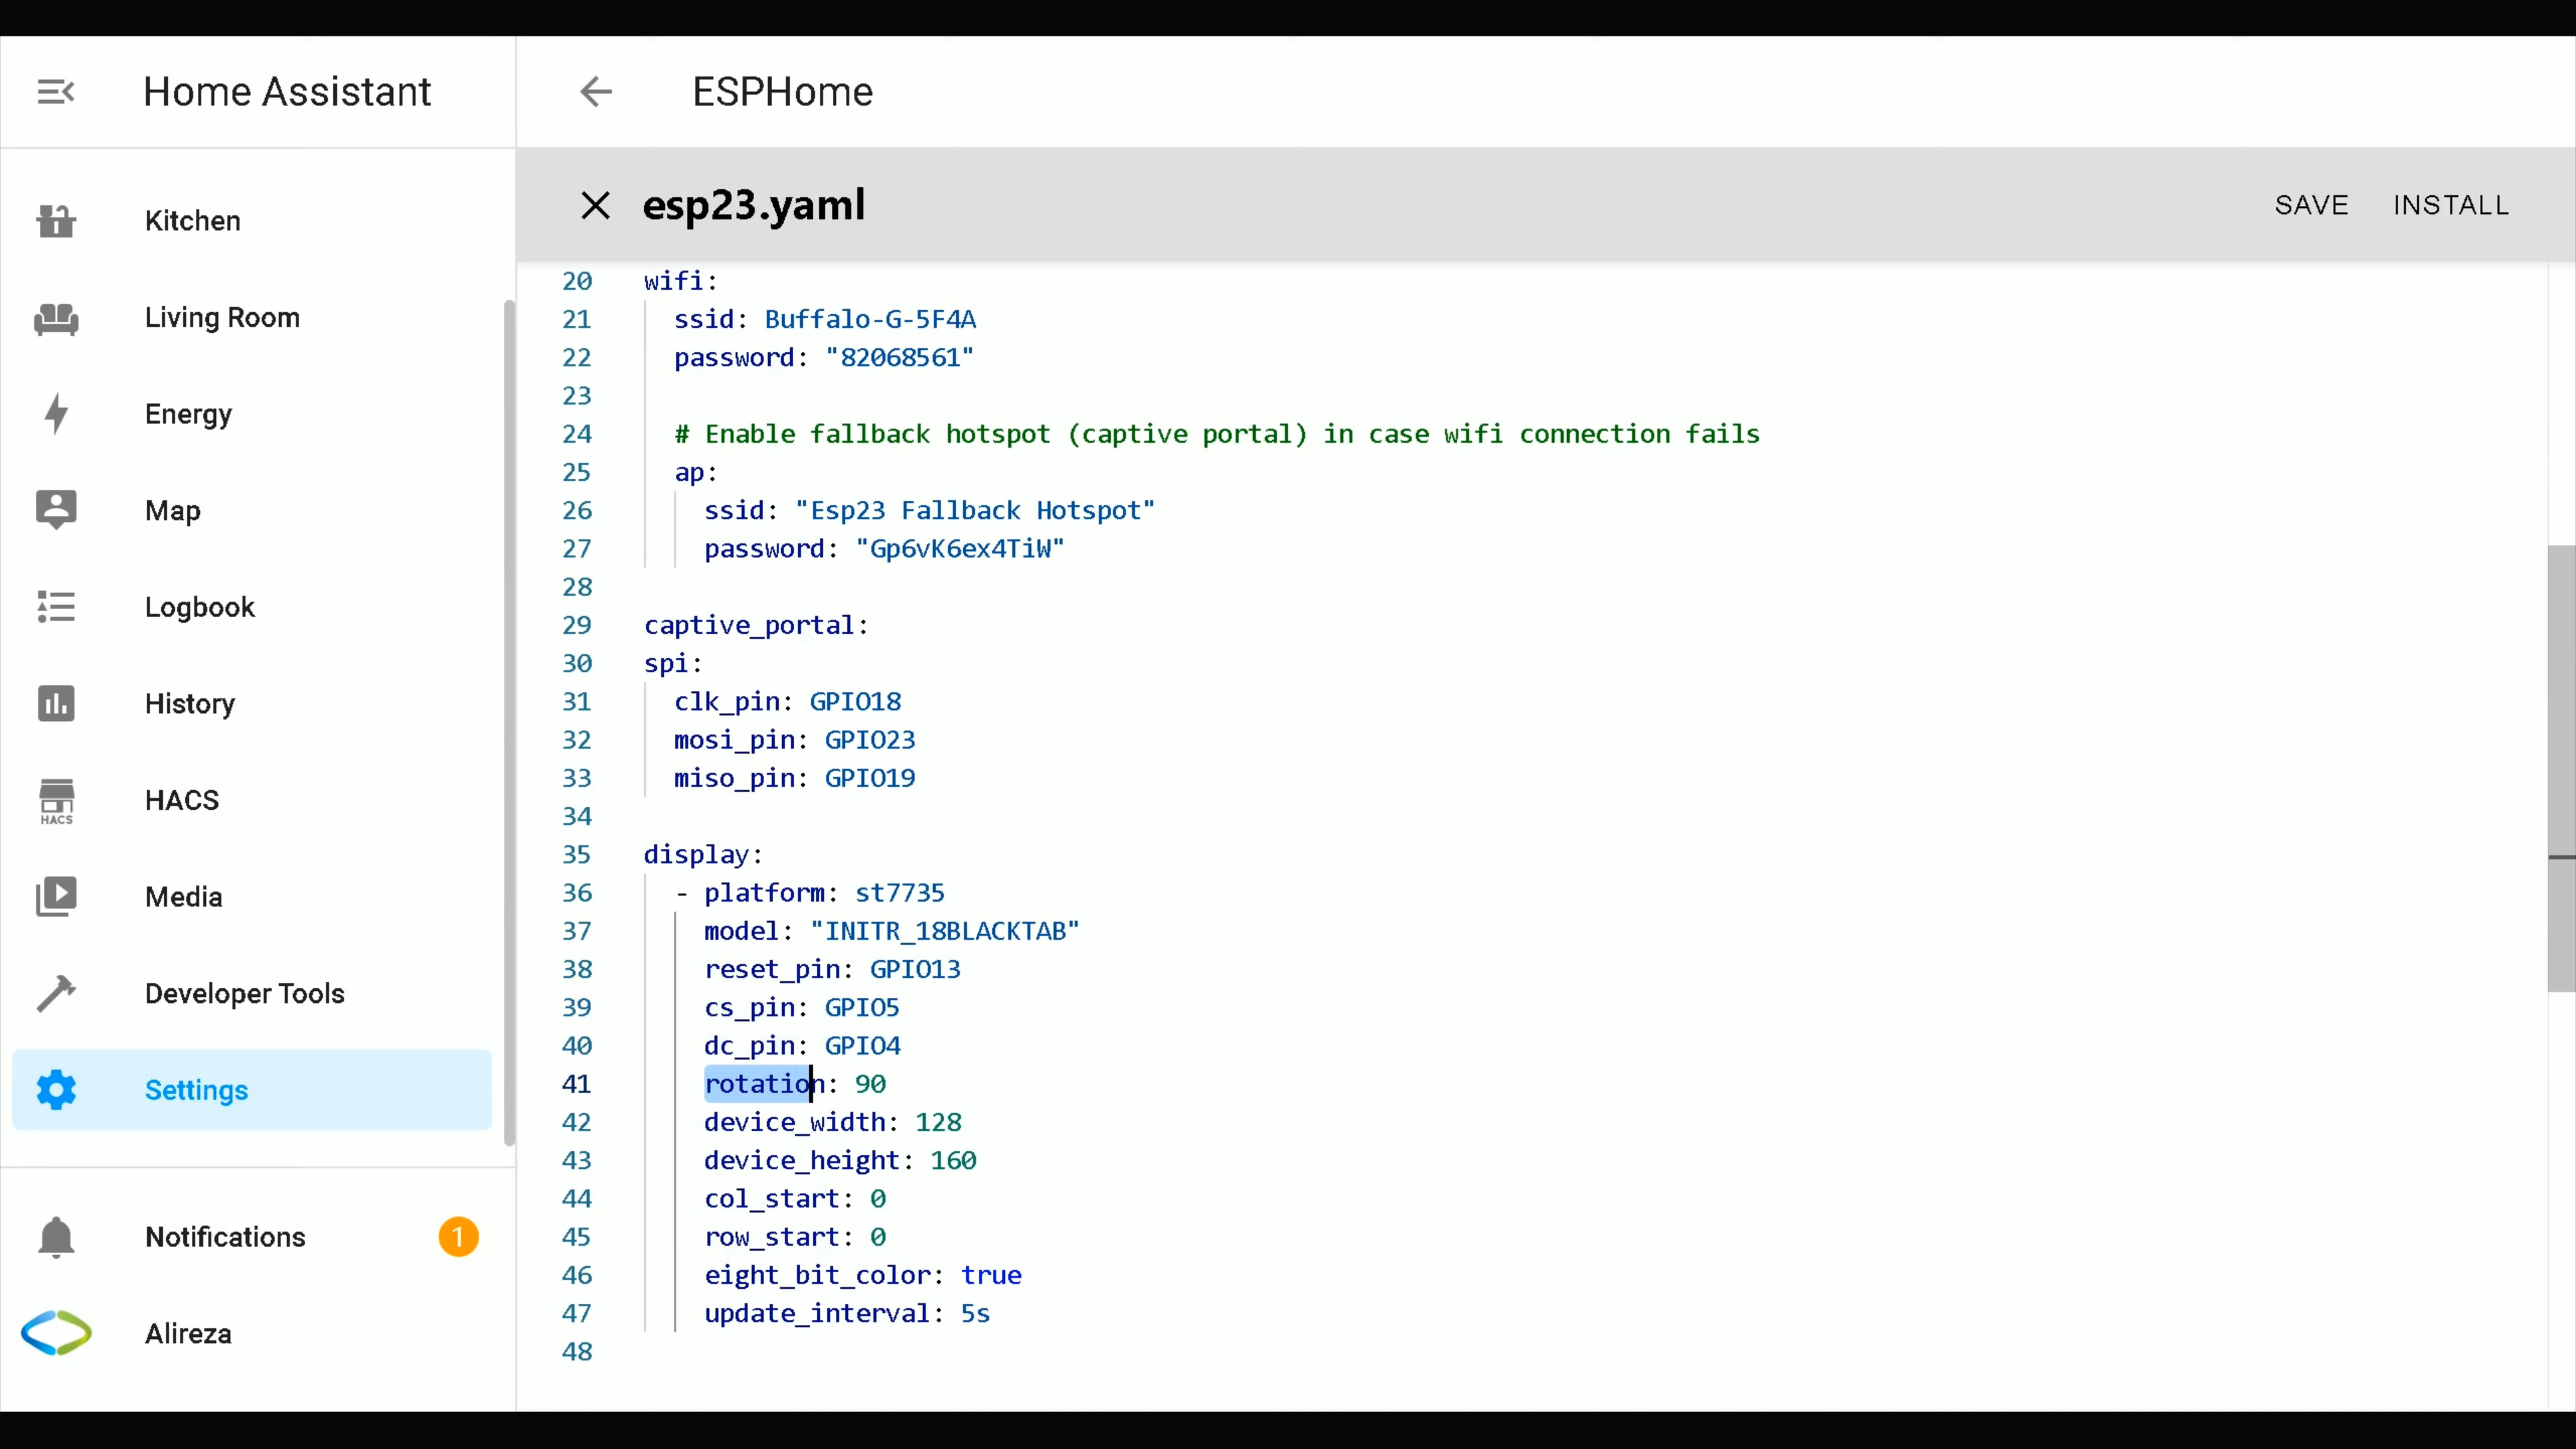 Home Assistant
ESPHome
Kitchen
Living Room
Energy
Map
Logbook
History
HACS
HACS
Media
Developer Tools
Settings
Notifications
1
Alireza
esp23.yaml
SAVE
INSTALL
20 wifi:
21 ssid: Buffalo-G-5F4A
22 password: "82068561"
23
24 # Enable fallback hotspot (captive portal) in case wifi connection fails
25 ap:
26 ssid: "Esp23 Fallback Hotspot"
27 password: "Gp6vK6ex4TiW"
28
29 captive_portal:
30 spi:
31 clk_pin: GPIO18
32 mosi_pin: GPIO23
33 miso_pin: GPIO19
34
35 display:
36 - platform: st7735
37 model: "INITR_18BLACKTAB"
38 reset_pin: GPIO13
39 cs_pin: GPIO5
40 dc_pin: GPIO4
41 rotation: 90
42 device_width: 128
43 device_height: 160
44 col_start: 0
45 row_start: 0
46 eight_bit_color: true
47 update_interval: 5s
48